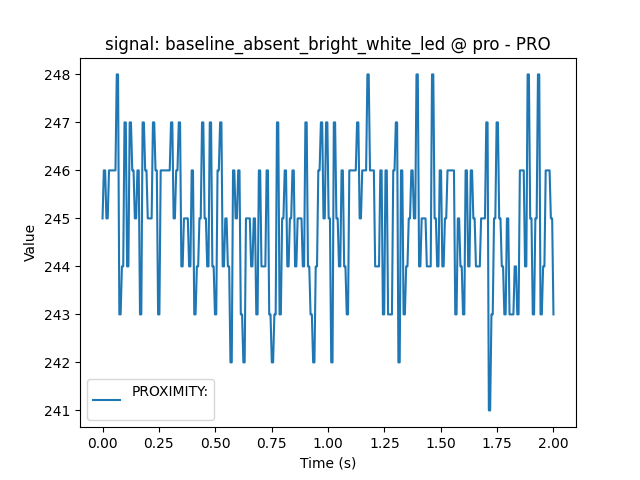 signal: baseline_absent_bright_white_led @ pro - PRO
248
247
246
245
244
243
242
241
Value
PROXIMITY:
0.00 0.25 0.50 0.75 1.00 1.25 1.50 1.75 2.00
Time (s)